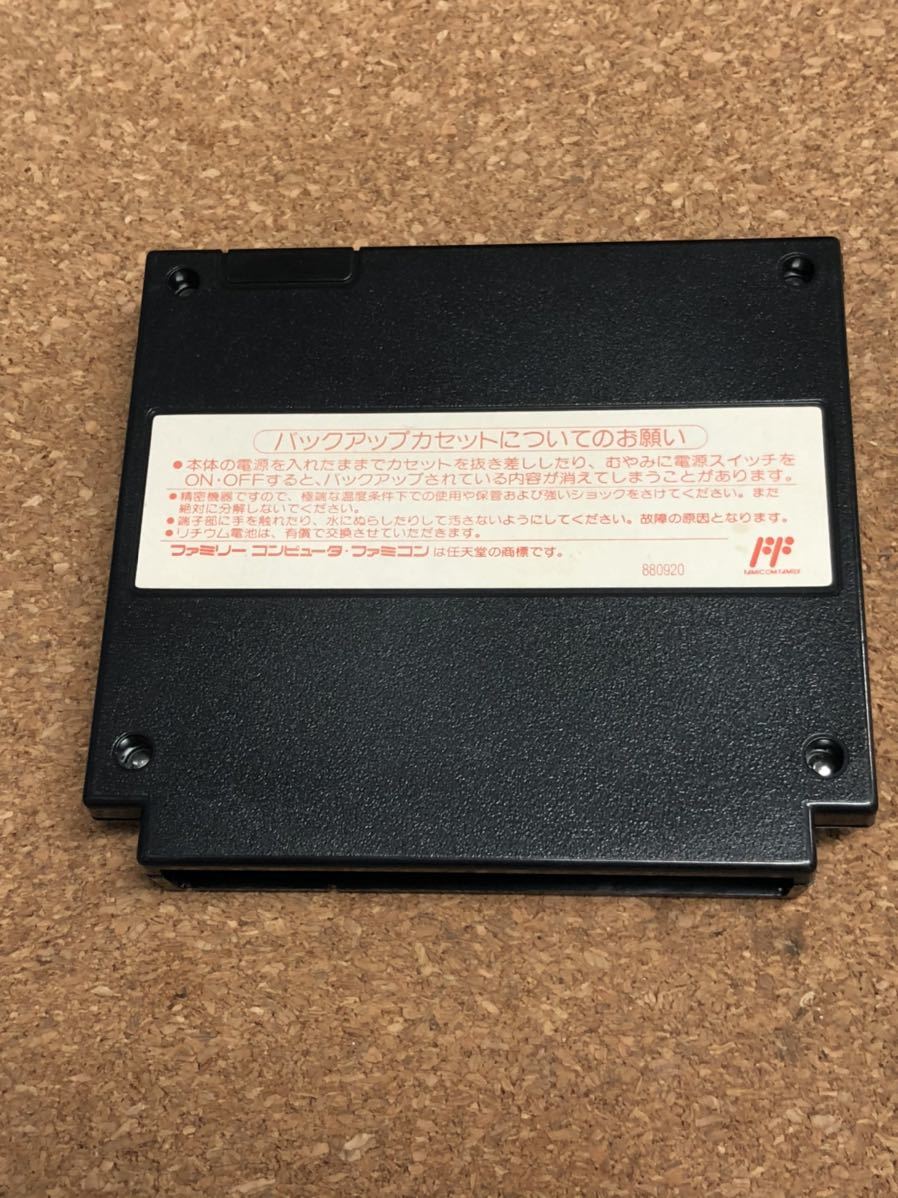 バックアップカセットについてのお願い
●本体の電源を入れたままでカセットを抜き差ししたり、むやみに電源スイッチを
ON・OFFすると、バックアップされている内容が消えてしまうことがあります。
●精密機器ですので、極端な温度条件下での使用や保管および強いショックをさけてください。また
絶対に分解しないでください。
●端子部に手を触れたり、水にぬらしたりして汚さないようにしてください。故障の原因となります。
●リチウム電池は、有償で交換させていただきます。
ファミリー コンピュータ・ファミコン は任天堂の商標です。
880920
FF
FAMICOM FAMILY